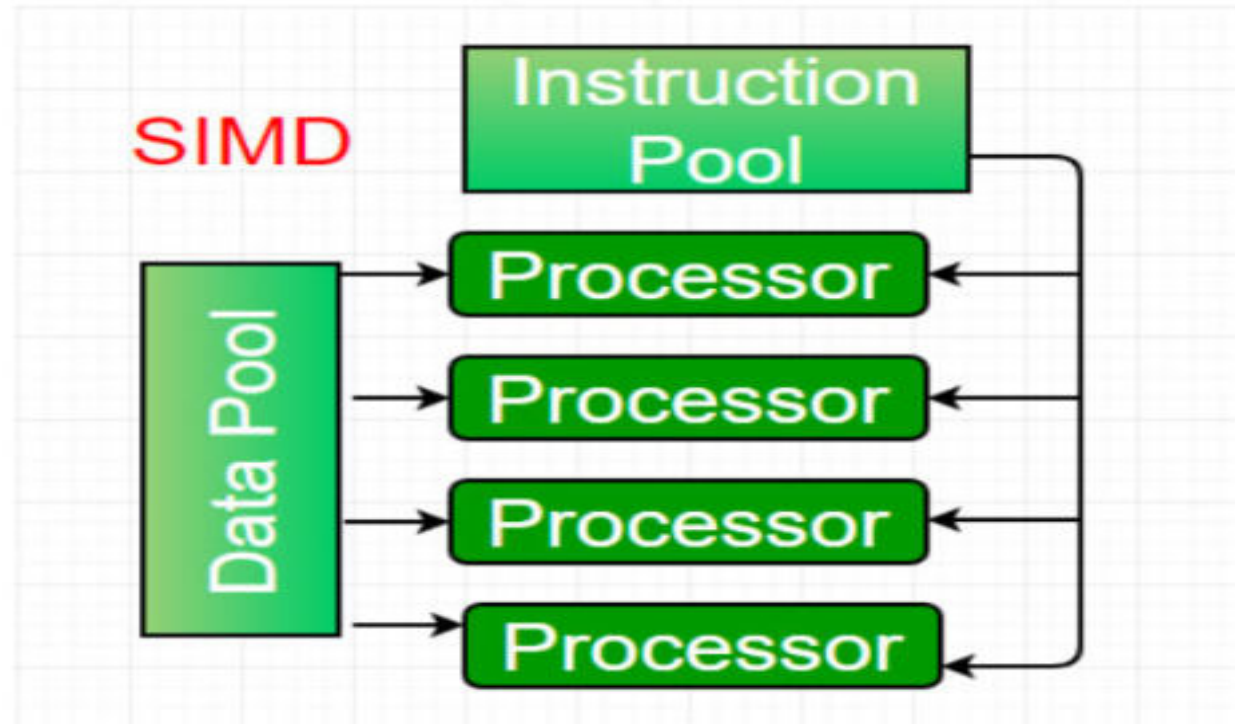 SIMD
Instruction
Pool
Data Pool
Processor
Processor
Processor
Processor